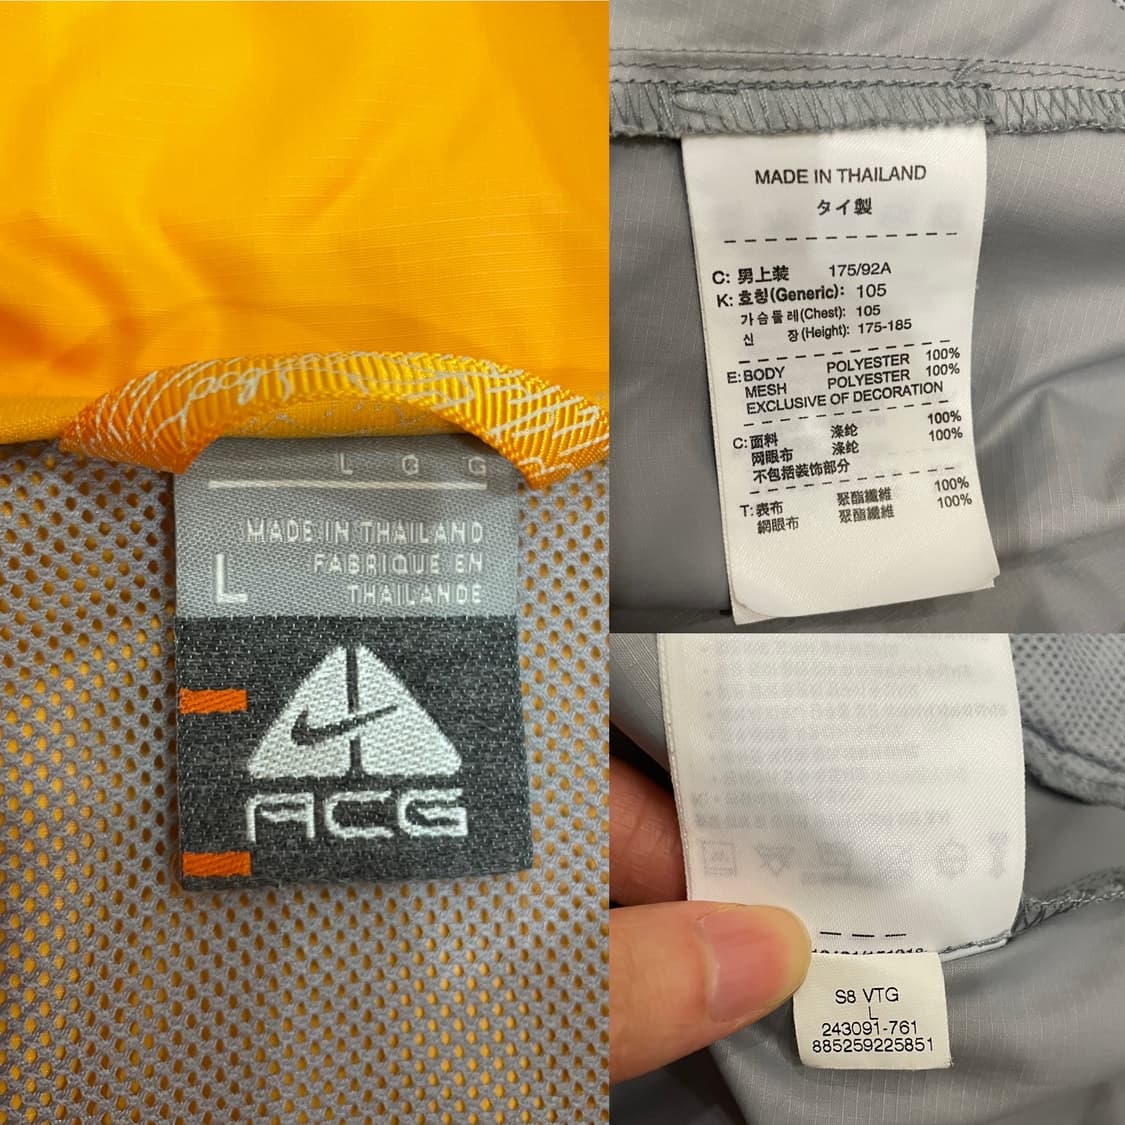 L G G
MADE IN THAILAND
FABRIQUE EN
THAILANDE
L
ACG
MADE IN THAILAND
タイ製
C: 男上装 175/92A
K: 호칭(Generic): 105
가슴둘레(Chest): 105
신 장(Height): 175-185
E: BODY POLYESTER 100%
MESH POLYESTER 100%
EXCLUSIVE OF DECORATION
C: 面料 涤纶 100%
网眼布 涤纶 100%
不包括装饰部分
T: 表布 聚酯纖維 100%
網眼布 聚酯纖維 100%
S8 VTG
L
243091-761
885259225851